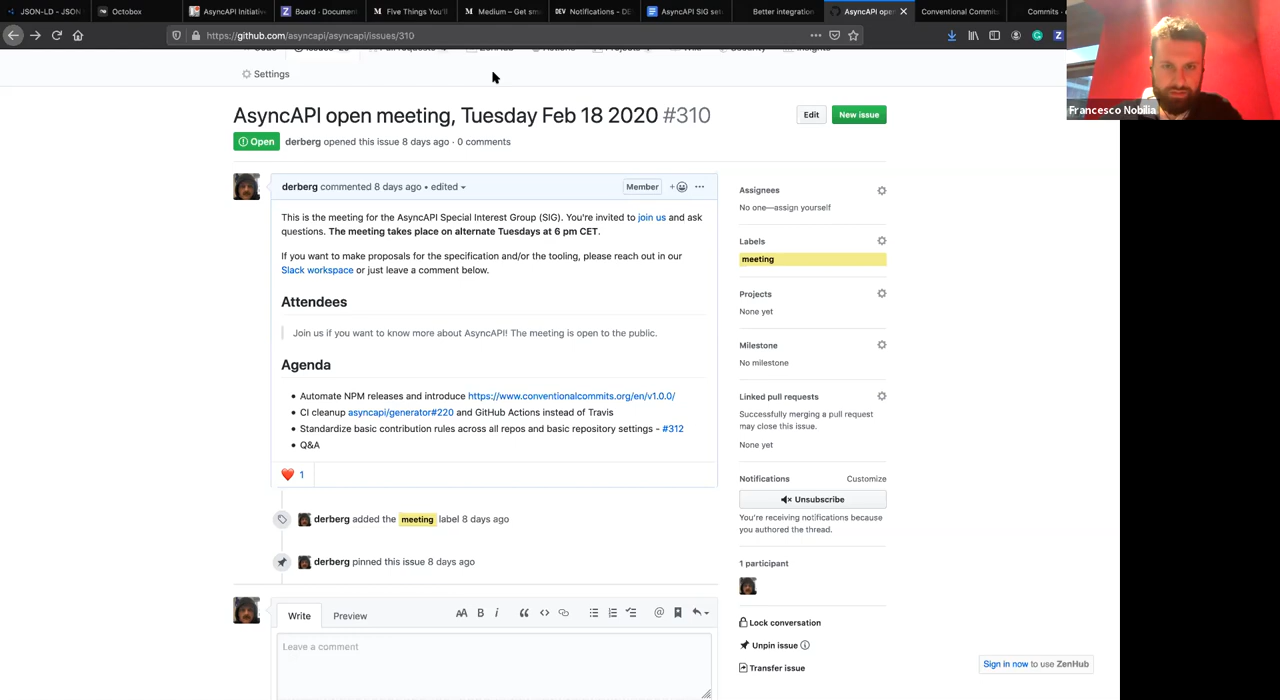 JSON-LD - JSON
Octobox
AsyncAPI Initiativ
Board · Documen
Five Things You'll
Medium – Get sm
DEV Notifications - DE
AsyncAPI SIG set
Better integration
AsyncAPI ope
Conventional Commit
Commits ·
https://github.com/asyncapi/asyncapi/issues/310
Settings
AsyncAPI open meeting, Tuesday Feb 18 2020 #310
Edit
New issue
Francesco Nobilia
Open
derberg opened this issue 8 days ago · 0 comments
derberg commented 8 days ago • edited
Member
This is the meeting for the AsyncAPI Special Interest Group (SIG). You're invited to join us and ask
questions. The meeting takes place on alternate Tuesdays at 6 pm CET.
If you want to make proposals for the specification and/or the tooling, please reach out in our
Slack workspace or just leave a comment below.
Attendees
Join us if you want to know more about AsyncAPI! The meeting is open to the public.
Agenda
• Automate NPM releases and introduce https://www.conventionalcommits.org/en/v1.0.0/
• CI cleanup asyncapi/generator#220 and GitHub Actions instead of Travis
• Standardize basic contribution rules across all repos and basic repository settings - #312
• Q&A
❤️ 1
derberg added the meeting label 8 days ago
derberg pinned this issue 8 days ago
Write
Preview
Leave a comment
Assignees
No one—assign yourself
Labels
meeting
Projects
None yet
Milestone
No milestone
Linked pull requests
Successfully merging a pull request
may close this issue.
None yet
Notifications
Customize
Unsubscribe
You're receiving notifications because
you authored the thread.
1 participant
Lock conversation
Unpin issue
Transfer issue
Sign in now to use ZenHub